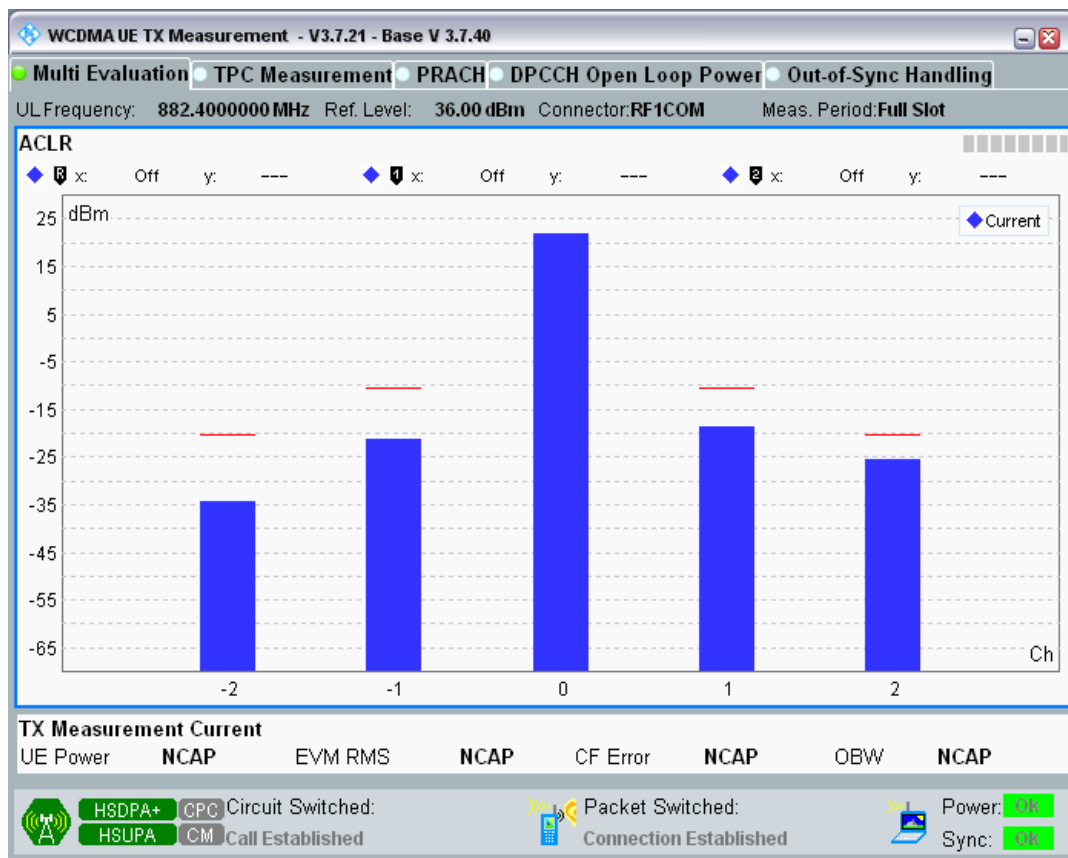 WCDMA UE TX Measurement - V3.7.21 - Base V 3.7.40
Multi Evaluation TPC Measurement PRACH DPCCH Open Loop Power Out-of-Sync Handling
UL Frequency: 882.4000000 MHz Ref. Level: 36.00 dBm Connector:RF1COM Meas. Period:Full Slot
ACLR
R x: Off y: --- 1 x: Off y: --- 2 x: Off y: ---
dBm
Current
25
15
5
-5
-15
-25
-35
-45
-55
-65
Ch
-2 -1 0 1 2
TX Measurement Current
UE Power NCAP EVM RMS NCAP CF Error NCAP OBW NCAP
HSDPA+ CPC Circuit Switched: Packet Switched: Power: OK
HSUPA CM Call Established Connection Established Sync: OK